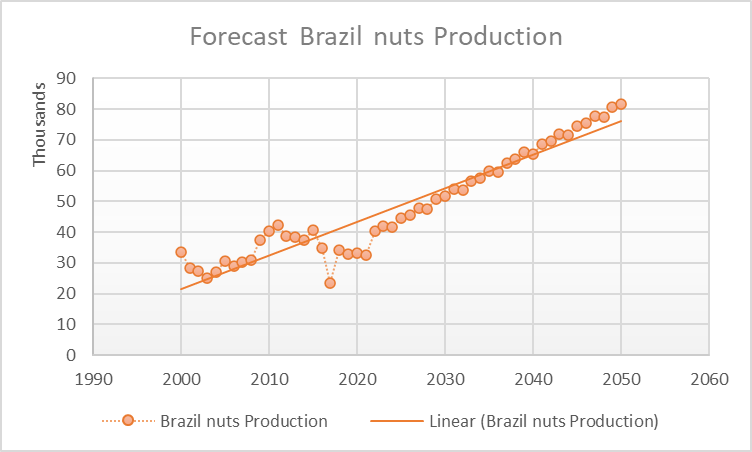 Forecast Brazil nuts Production
Thousands
90
80
70
60
50
40
30
20
10
0
1990 2000 2010 2020 2030 2040 2050 2060
Brazil nuts Production Linear (Brazil nuts Production)